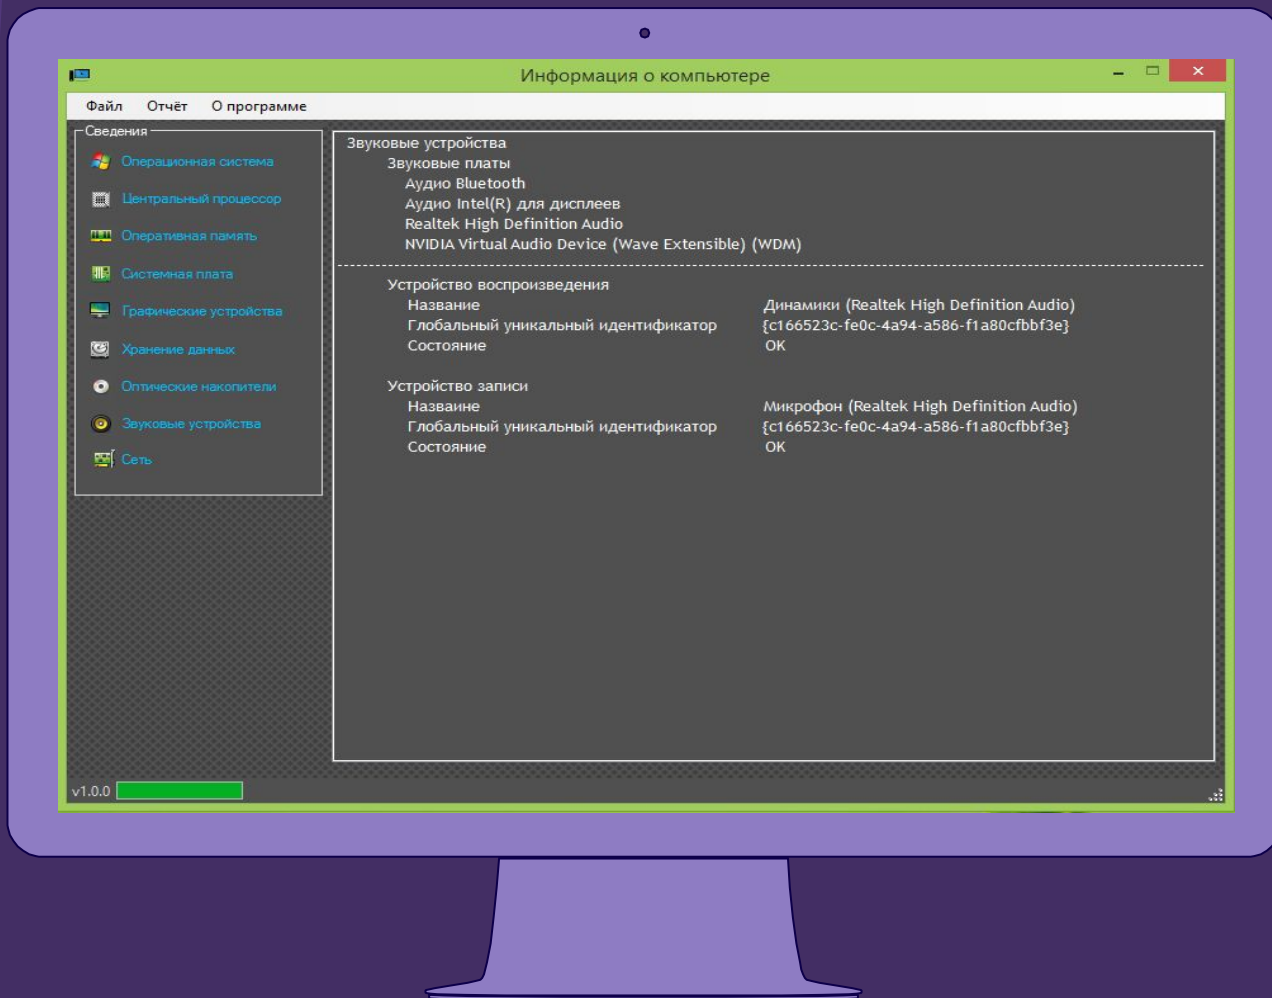 Информация о компьютере
Файл Отчёт О программе
Сведения
Операционная система
Центральный процессор
Оперативная память
Системная плата
Графические устройства
Хранение данных
Оптические накопители
Звуковые устройства
Сеть
Звуковые устройства
Звуковые платы
Аудио Bluetooth
Аудио Intel(R) для дисплеев
Realtek High Definition Audio
NVIDIA Virtual Audio Device (Wave Extensible) (WDM)
Устройство воспроизведения
Название Динамики (Realtek High Definition Audio)
Глобальный уникальный идентификатор {c166523c-fe0c-4a94-a586-f1a80cfbbf3e}
Состояние OK
Устройство записи
Назваине Микрофон (Realtek High Definition Audio)
Глобальный уникальный идентификатор {c166523c-fe0c-4a94-a586-f1a80cfbbf3e}
Состояние OK
v1.0.0